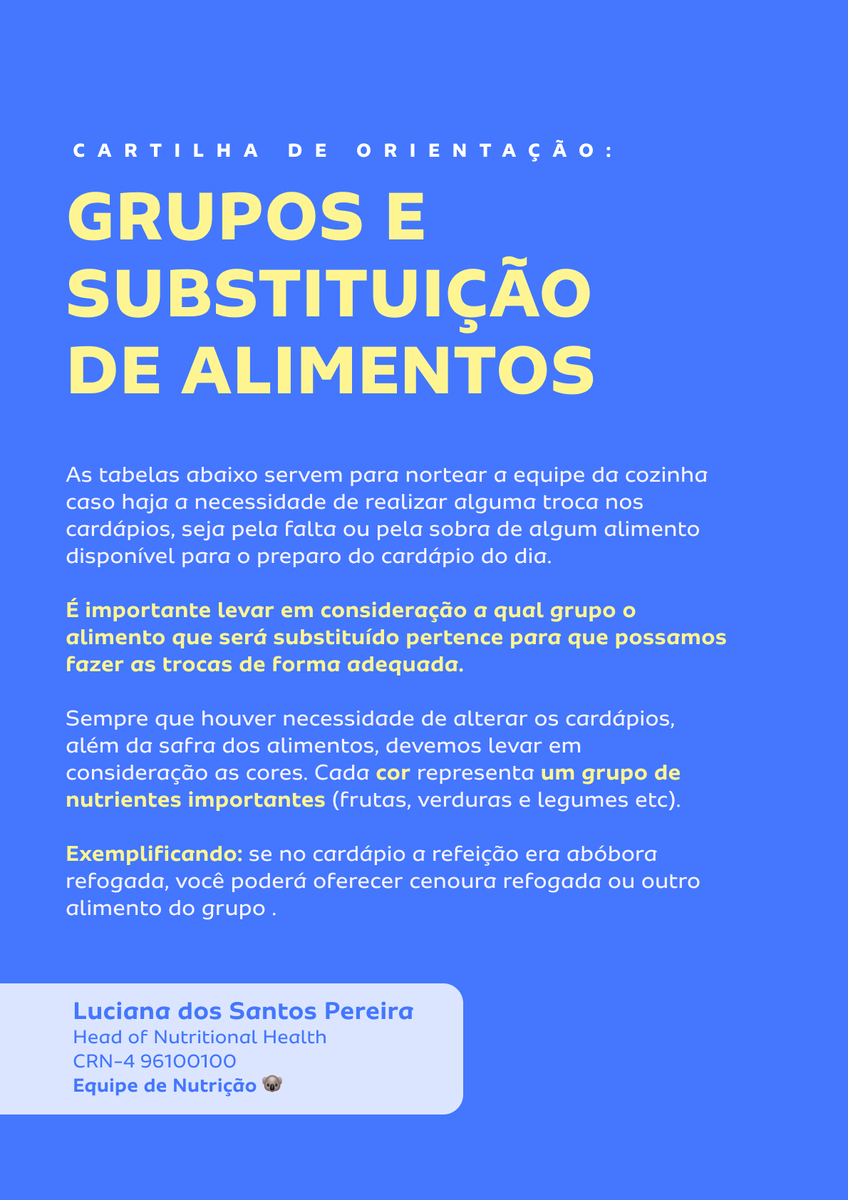 CARTILHA DE ORIENTAÇÃO:
GRUPOS E
SUBSTITUIÇÃO
DE ALIMENTOS
As tabelas abaixo servem para nortear a equipe da cozinha
caso haja a necessidade de realizar alguma troca nos
cardápios, seja pela falta ou pela sobra de algum alimento
disponível para o preparo do cardápio do dia.
É importante levar em consideração a qual grupo o
alimento que será substituído pertence para que possamos
fazer as trocas de forma adequada.
Sempre que houver necessidade de alterar os cardápios,
além da safra dos alimentos, devemos levar em
consideração as cores. Cada cor representa um grupo de
nutrientes importantes (frutas, verduras e legumes etc).
Exemplificando: se no cardápio a refeição era abóbora
refogada, você poderá oferecer cenoura refogada ou outro
alimento do grupo .
Luciana dos Santos Pereira
Head of Nutritional Health
CRN-4 96100100
Equipe de Nutrição 🐨